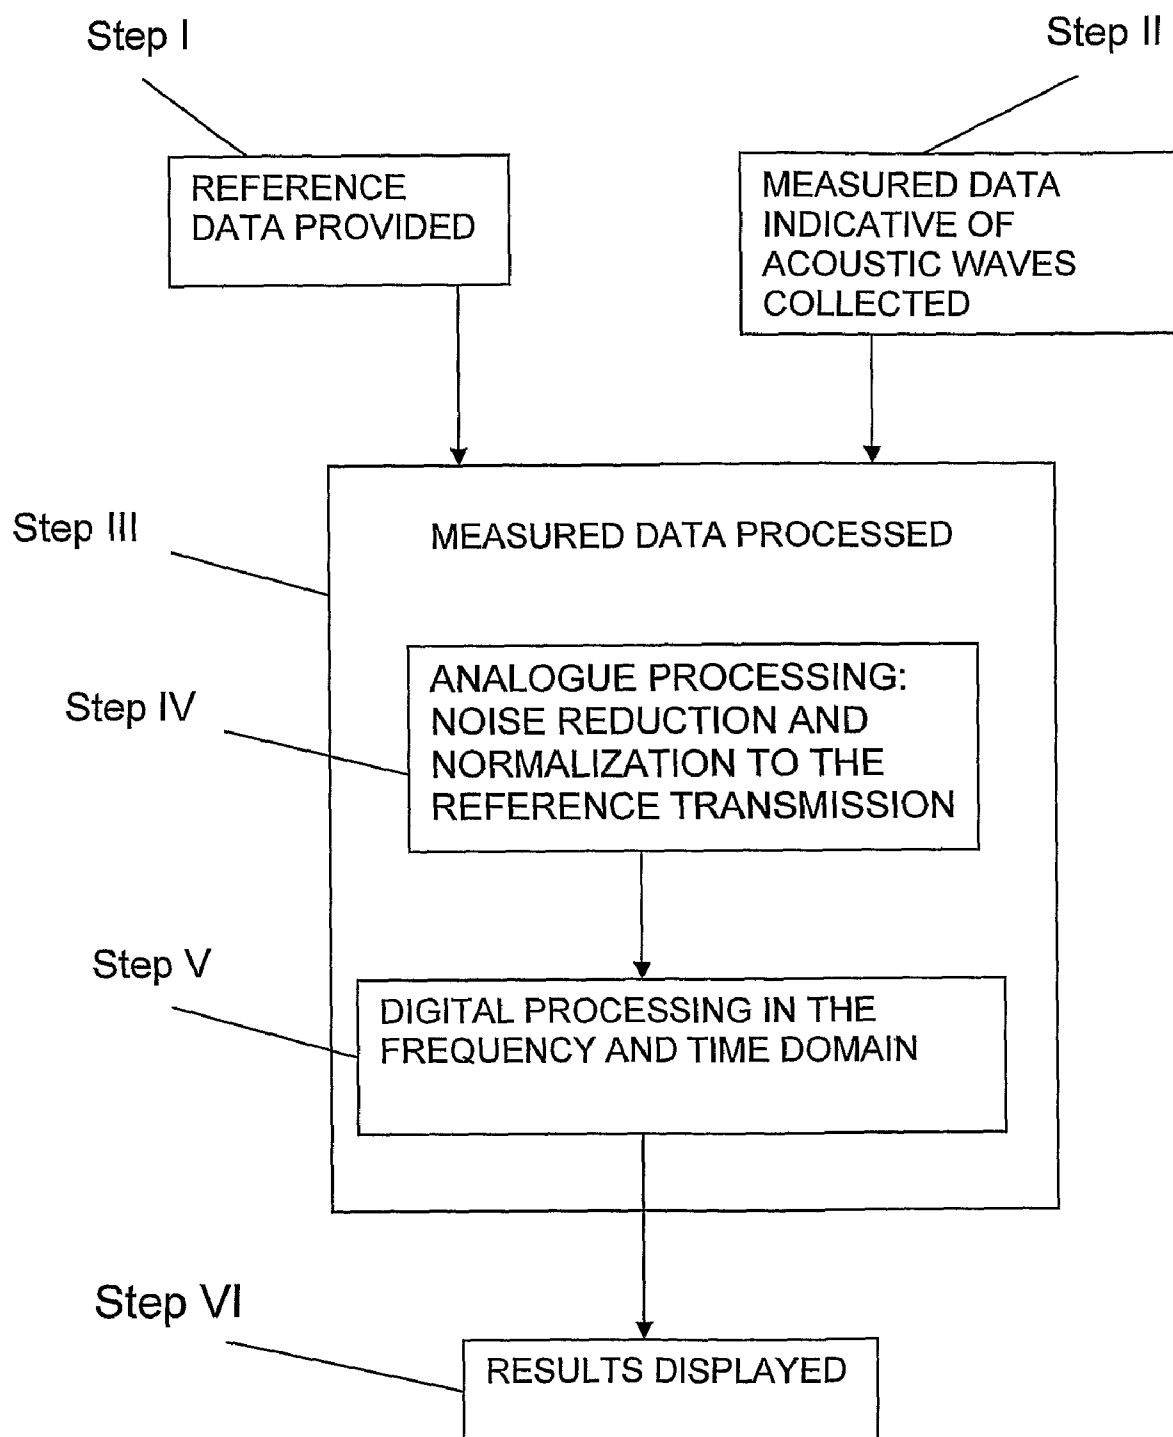 Step I
Step II
REFERENCE
DATA PROVIDED
MEASURED DATA
INDICATIVE OF
ACOUSTIC WAVES
COLLECTED
Step III
MEASURED DATA PROCESSED
Step IV
ANALOGUE PROCESSING:
NOISE REDUCTION AND
NORMALIZATION TO THE
REFERENCE TRANSMISSION
Step V
DIGITAL PROCESSING IN THE
FREQUENCY AND TIME DOMAIN
Step VI
RESULTS DISPLAYED